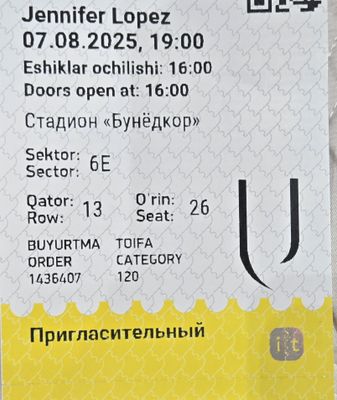 Jennifer Lopez
07.08.2025, 19:00
Eshiklar ochilishi: 16:00
Doors open at: 16:00
Стадион «Бунёдкор»
Sektor:
Sector: 6E
Qator:
Row: 13
O'rin:
Seat: 26
BUYURTMA
ORDER
1436407
TOIFA
CATEGORY
120
Пригласительный
it